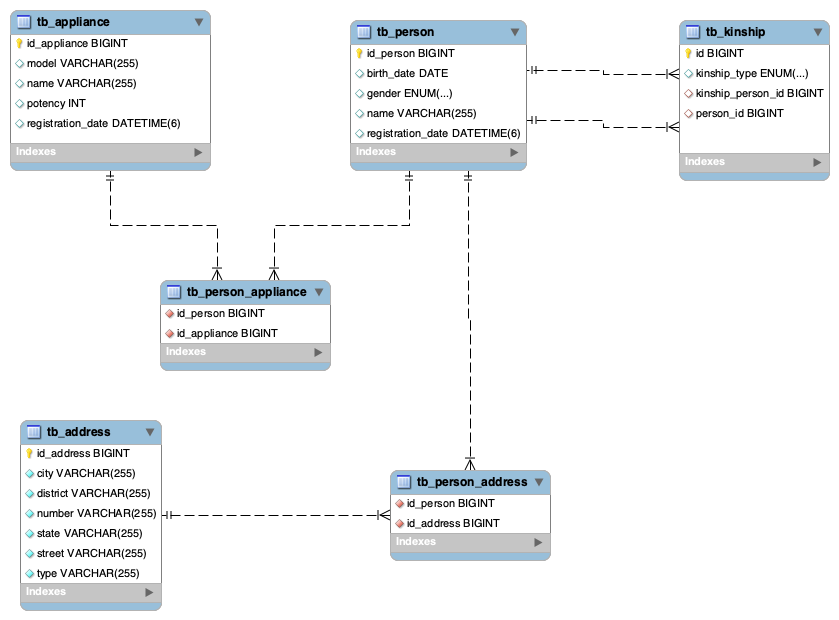 tb_appliance
id_appliance BIGINT
model VARCHAR(255)
name VARCHAR(255)
potency INT
registration_date DATETIME(6)
Indexes
tb_person
id_person BIGINT
birth_date DATE
gender ENUM(...)
name VARCHAR(255)
registration_date DATETIME(6)
Indexes
tb_kinship
id BIGINT
kinship_type ENUM(...)
kinship_person_id BIGINT
person_id BIGINT
Indexes
tb_person_appliance
id_person BIGINT
id_appliance BIGINT
Indexes
tb_address
id_address BIGINT
city VARCHAR(255)
district VARCHAR(255)
number VARCHAR(255)
state VARCHAR(255)
street VARCHAR(255)
type VARCHAR(255)
Indexes
tb_person_address
id_person BIGINT
id_address BIGINT
Indexes